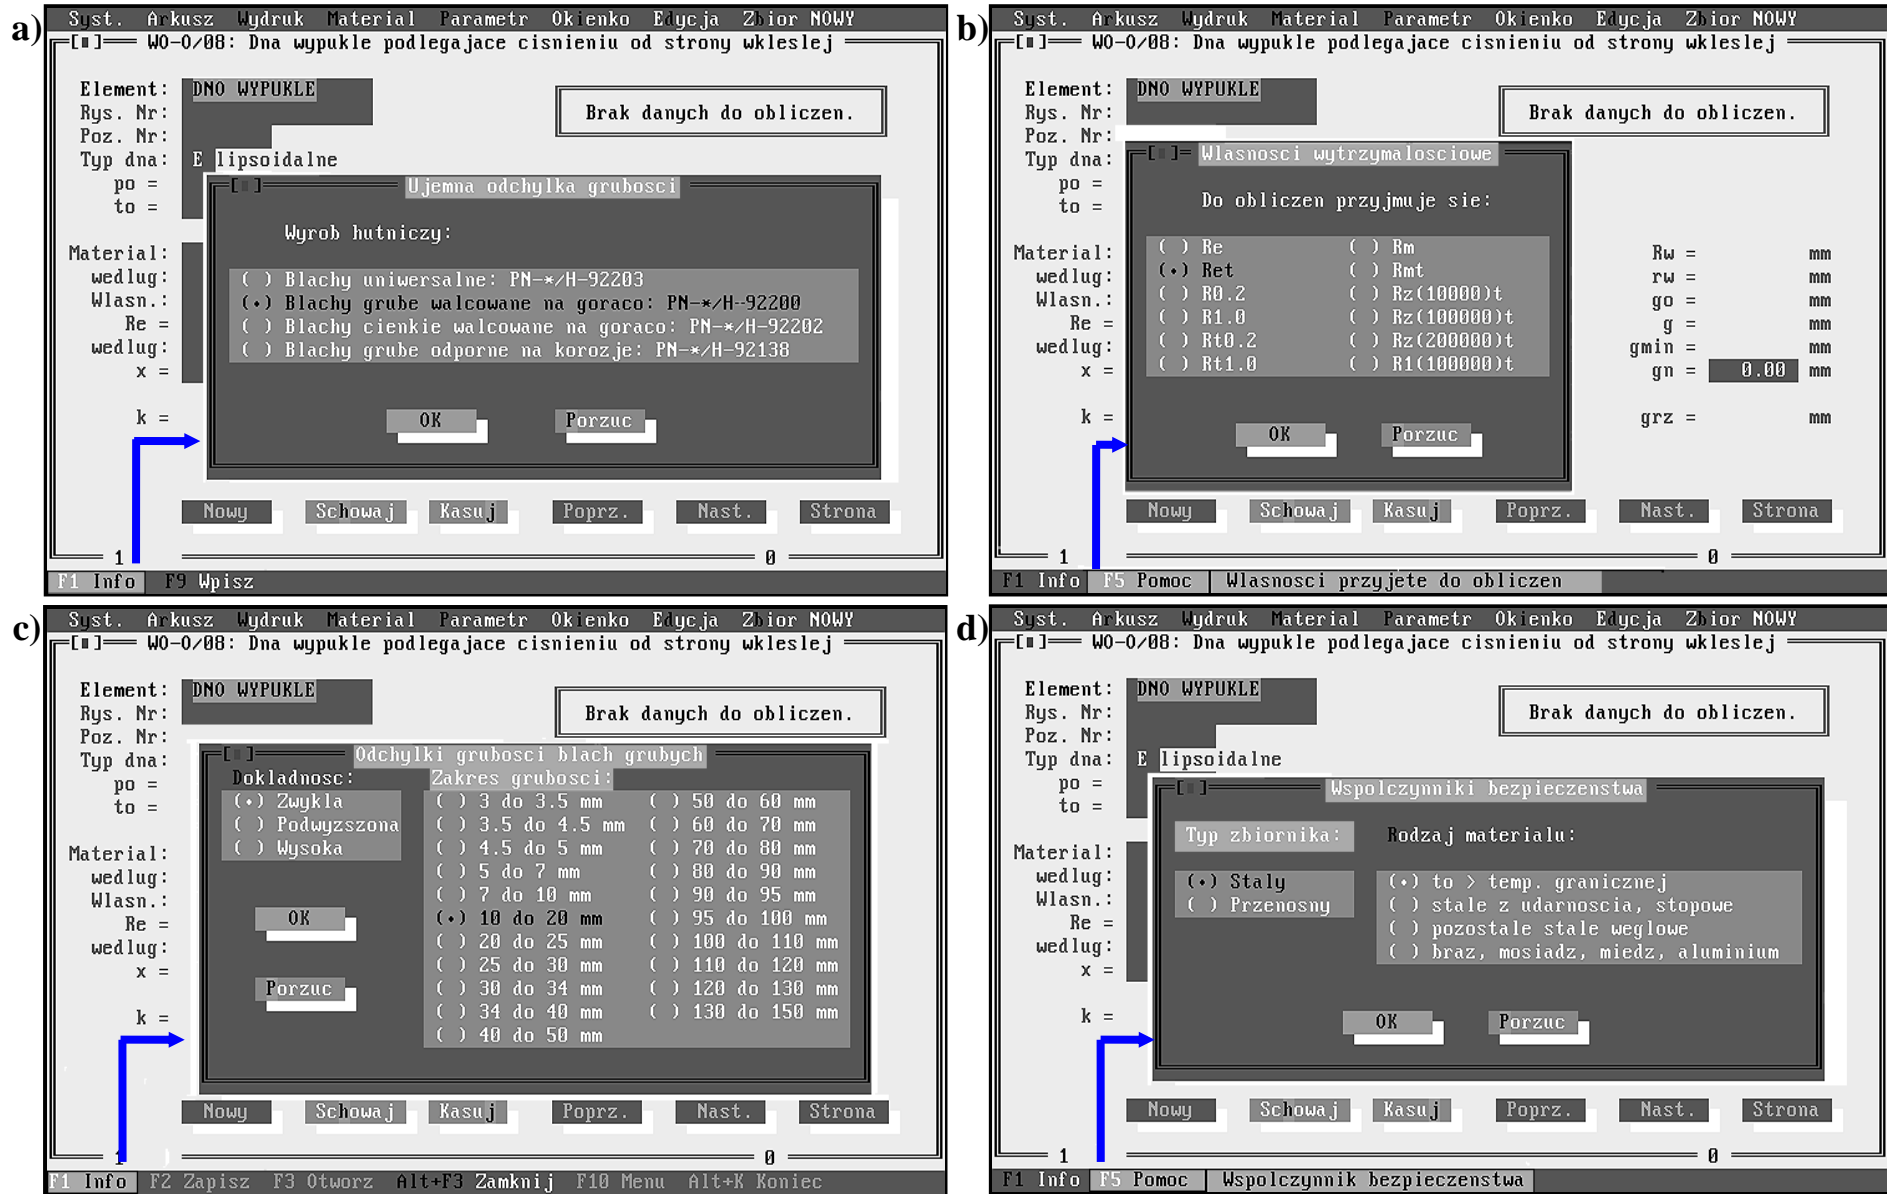 a)
Syst. Arkusz Wydruk Material Parametr Okienko Edycja Zbior NOWY
WO-O/08: Dna wypukle podlegajace cisnieniu od strony wkleslej
Element: DNO WYPUKLE
Rys. Nr:
Brak danych do obliczen.
Poz. Nr:
Typ dna: E lipsoidalne
po =
to =
Ujemna odchylka grubosci
Wyrob hutniczy:
Material:
wedlug:
Wlasn.:
Re =
wedlug:
x =
k =
( ) Blachy uniwersalne: PN-*/H-92203
(•) Blachy grube walcowane na goraco: PN-*/H-92200
( ) Blachy cienkie walcowane na goraco: PN-*/H-92202
( ) Blachy grube odporne na korozje: PN-*/H-92138
OK Porzuc
Nowy Schowaj Kasuj Poprz. Nast. Strona
1 0
F1 Info F9 Wpisz
b)
Syst. Arkusz Wydruk Material Parametr Okienko Edycja Zbior NOWY
WO-O/08: Dna wypukle podlegajace cisnieniu od strony wkleslej
Element: DNO WYPUKLE
Rys. Nr:
Brak danych do obliczen.
Poz. Nr:
Typ dna:
po =
to =
Wlasnosci wytrzymalosciowe
Do obliczen przyjmuje sie:
Material:
wedlug:
Wlasn.:
Re =
wedlug:
x =
k =
( ) Re ( ) Rm
(•) Ret ( ) Rmt
( ) R0.2 ( ) Rz(10000)t
( ) R1.0 ( ) Rz(100000)t
( ) Rt0.2 ( ) Rz(200000)t
( ) Rt1.0 ( ) R1(100000)t
Rw = mm
rw = mm
go = mm
g = mm
gmin = mm
gn = 0.00 mm
grz = mm
OK Porzuc
Nowy Schowaj Kasuj Poprz. Nast. Strona
1 0
F1 Info F5 Pomoc Wlasnosci przyjete do obliczen
c)
Syst. Arkusz Wydruk Material Parametr Okienko Edycja Zbior NOWY
WO-O/08: Dna wypukle podlegajace cisnieniu od strony wkleslej
Element: DNO WYPUKLE
Rys. Nr:
Brak danych do obliczen.
Poz. Nr:
Typ dna:
po =
to =
Material:
wedlug:
Wlasn.:
Re =
wedlug:
x =
k =
Odchylki grubosci blach grubych
Dokladnosc: Zakres grubosci:
(•) Zwykla ( ) 3 do 3.5 mm ( ) 50 do 60 mm
( ) Podwyzszona ( ) 3.5 do 4.5 mm ( ) 60 do 70 mm
( ) Wysoka ( ) 4.5 do 5 mm ( ) 70 do 80 mm
( ) 5 do 7 mm ( ) 80 do 90 mm
( ) 7 do 10 mm ( ) 90 do 95 mm
OK (•) 10 do 20 mm ( ) 95 do 100 mm
( ) 20 do 25 mm ( ) 100 do 110 mm
( ) 25 do 30 mm ( ) 110 do 120 mm
Porzuc ( ) 30 do 34 mm ( ) 120 do 130 mm
( ) 34 do 40 mm ( ) 130 do 150 mm
( ) 40 do 50 mm
Nowy Schowaj Kasuj Poprz. Nast. Strona
1 0
F1 Info F2 Zapisz F3 Otworz Alt+F3 Zamknij F10 Menu Alt+K Koniec
d)
Syst. Arkusz Wydruk Material Parametr Okienko Edycja Zbior NOWY
WO-O/08: Dna wypukle podlegajace cisnieniu od strony wkleslej
Element: DNO WYPUKLE
Rys. Nr:
Brak danych do obliczen.
Poz. Nr:
Typ dna: E lipsoidalne
po =
to =
Material:
wedlug:
Wlasn.:
Re =
wedlug:
x =
k =
Wspolczynniki bezpieczenstwa
Typ zbiornika: Rodzaj materialu:
(•) Staly (•) to > temp. granicznej
( ) Przenosny ( ) stale z udarnoscia, stopowe
( ) pozostale stale weglowe
( ) braz, mosiadz, miedz, aluminium
OK Porzuc
Nowy Schowaj Kasuj Poprz. Nast. Strona
1 0
F1 Info F5 Pomoc Wspolczynnik bezpieczenstwa